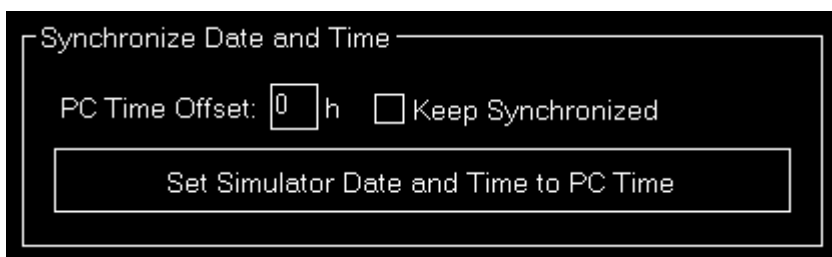 Synchronize Date and Time
PC Time Offset: 0 h Keep Synchronized
Set Simulator Date and Time to PC Time